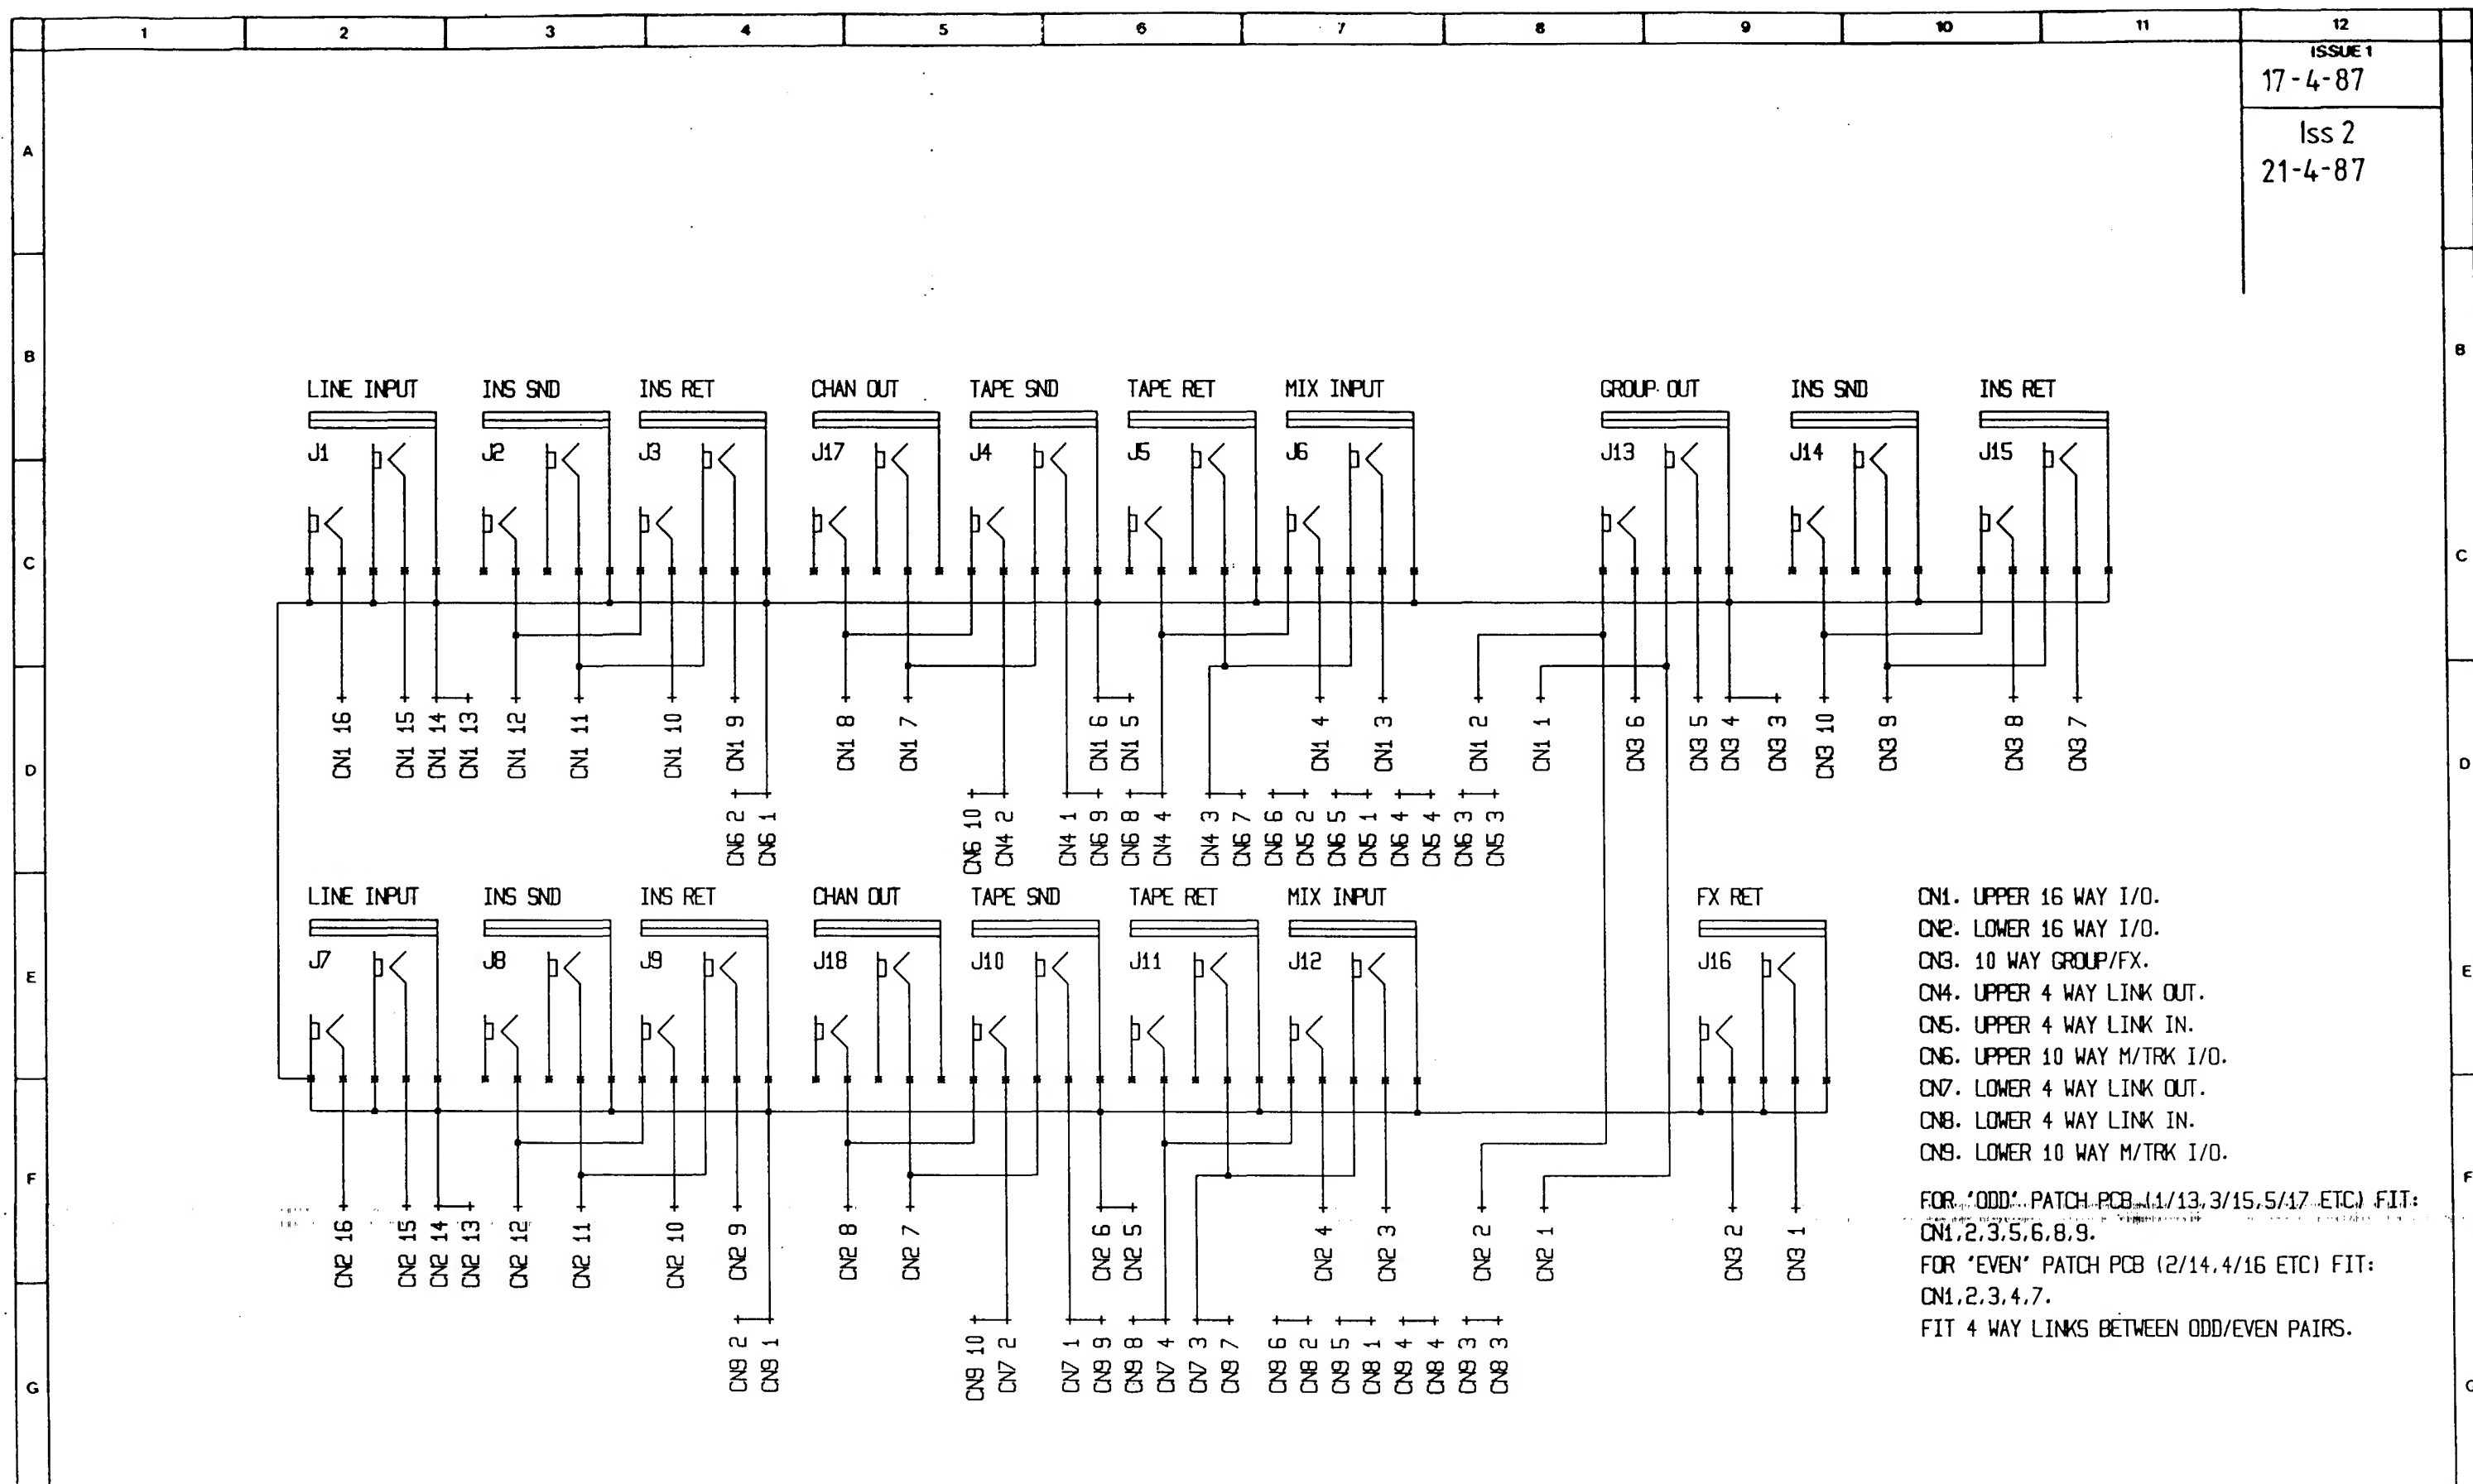 1 2 3 4 5 6 7 8 9 10 11 12
ISSUE 1
17-4-87
Iss 2
21-4-87
A
B
B
LINE INPUT INS SND INS RET CHAN OUT TAPE SND TAPE RET MIX INPUT GROUP OUT INS SND INS RET
J1 J2 J3 J17 J4 J5 J6 J13 J14 J15
C
C
CN1 16 CN1 15 CN1 14 CN1 13 CN1 12 CN1 11 CN1 10 CN1 9 CN1 8 CN1 7 CN1 6 CN1 5 CN1 4 CN1 3 CN1 2 CN1 1 CN3 6 CN3 5 CN3 4 CN3 3 CN3 10 CN3 9 CN3 8 CN3 7
D
D
CN6 2 CN6 1 CN6 10 CN4 2 CN4 1 CN6 9 CN6 8 CN4 4 CN4 3 CN6 7 CN6 6 CN5 2 CN6 5 CN5 1 CN6 4 CN5 4 CN6 3 CN5 3
LINE INPUT INS SND INS RET CHAN OUT TAPE SND TAPE RET MIX INPUT FX RET
J7 J8 J9 J18 J10 J11 J12 J16
E
E
CN1. UPPER 16 WAY I/O.
CN2. LOWER 16 WAY I/O.
CN3. 10 WAY GROUP/FX.
CN4. UPPER 4 WAY LINK OUT.
CN5. UPPER 4 WAY LINK IN.
CN6. UPPER 10 WAY M/TRK I/O.
CN7. LOWER 4 WAY LINK OUT.
CN8. LOWER 4 WAY LINK IN.
CN9. LOWER 10 WAY M/TRK I/O.
F
F
FOR 'ODD' PATCH PCB (1/13,3/15,5/17 ETC) FIT:
CN1,2,3,5,6,8,9.
FOR 'EVEN' PATCH PCB (2/14,4/16 ETC) FIT:
CN1,2,3,4,7.
FIT 4 WAY LINKS BETWEEN ODD/EVEN PAIRS.
CN2 16 CN2 15 CN2 14 CN2 13 CN2 12 CN2 11 CN2 10 CN2 9 CN2 8 CN2 7 CN2 6 CN2 5 CN2 4 CN2 3 CN2 2 CN2 1 CN3 2 CN3 1
CN9 2 CN9 1 CN9 10 CN7 2 CN7 1 CN9 9 CN9 8 CN7 4 CN7 3 CN9 7 CN9 6 CN8 2 CN9 5 CN8 1 CN9 4 CN8 4 CN9 3 CN8 3
G